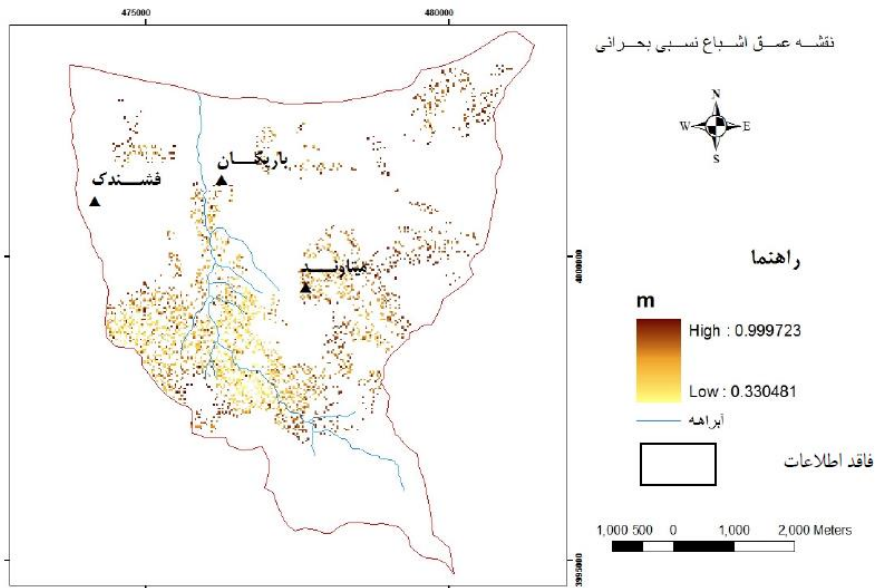 475000
480000
نقشه عمق اشباع نسبی بحرانی
N
W E
S
باریکان
فشندک
4000000
میناوند
راهنما
m
High : 0.999723
Low : 0.330481
آبراهه
فاقد اطلاعات
1,000 500 0 1,000 2,000 Meters
3995000